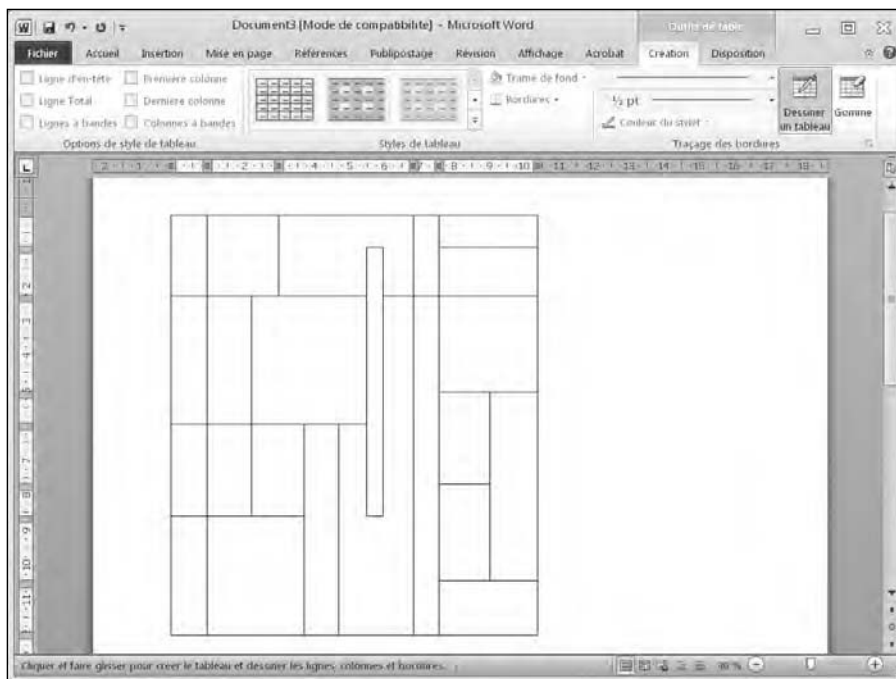 Document3 [Mode de compatibilité] - Microsoft Word
Outils de table
Fichier Accueil Insertion Mise en page Références Publipostage Révision Affichage Acrobat Création Disposition
Ligne d'en-tête Première colonne Trame de fond
Ligne Total Dernière colonne Bordures ½ pt
Lignes à bandes Colonnes à bandes Couleur du stylet Dessiner un tableau Gomme
Options de style de tableau Styles de tableau Traçage des bordures
Cliquer et faire glisser pour créer le tableau et dessiner les lignes, colonnes et bordures.